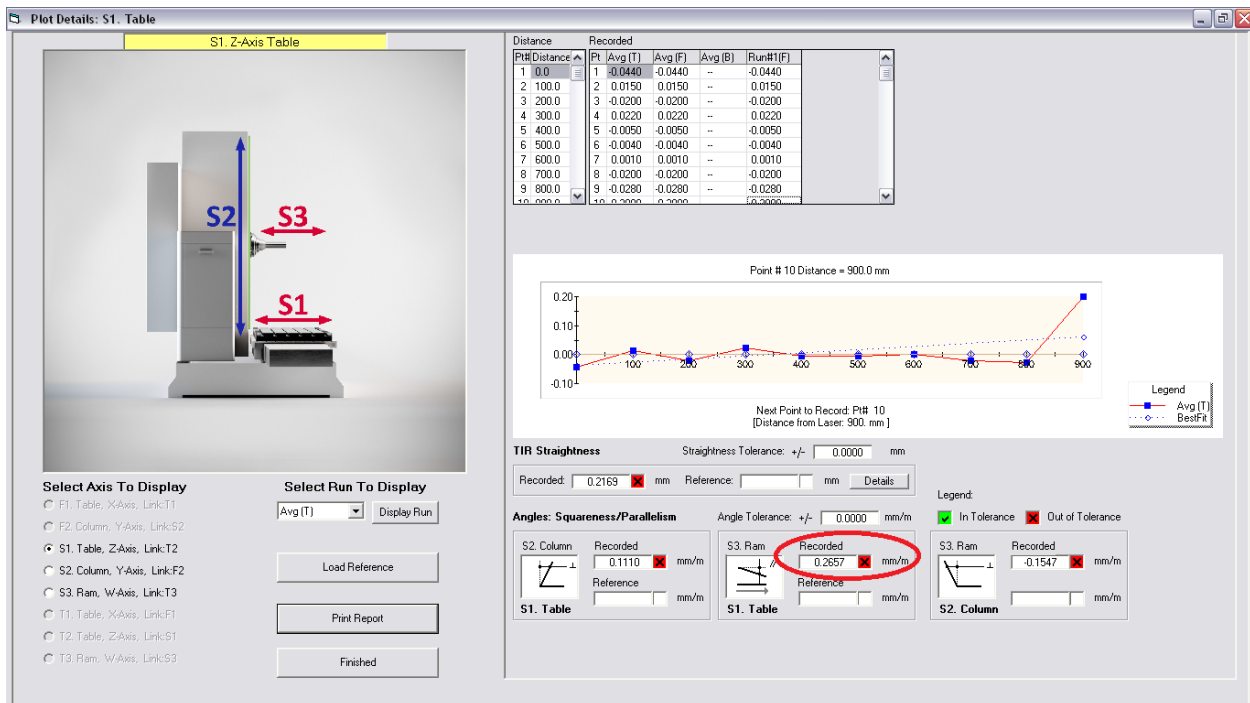 Plot Details: S1. Table
S1. Z-Axis Table
S2
S3
S1
Select Axis To Display
F1. Table, X-Axis, Link:T1
F2. Column, Y-Axis, Link:S2
S1. Table, Z-Axis, Link:T2
S2. Column, Y-Axis, Link:F2
S3. Ram, W-Axis, Link:T3
T1. Table, X-Axis, Link:F1
T2. Table, Z-Axis, Link:S1
T3. Ram, W-Axis, Link:S3
Select Run To Display
Avg (T) Display Run
Load Reference
Print Report
Finished
Distance Recorded
Pt# Distance Pt Avg (T) Avg (F) Avg (B) Run#1(F)
1 0.0 1 -0.0440 -0.0440 -- -0.0440
2 100.0 2 0.0150 0.0150 -- 0.0150
3 200.0 3 -0.0200 -0.0200 -- -0.0200
4 300.0 4 0.0220 0.0220 -- 0.0220
5 400.0 5 -0.0050 -0.0050 -- -0.0050
6 500.0 6 -0.0040 -0.0040 -- -0.0040
7 600.0 7 0.0010 0.0010 -- 0.0010
8 700.0 8 -0.0200 -0.0200 -- -0.0200
9 800.0 9 -0.0280 -0.0280 -- -0.0280
Point # 10 Distance = 900.0 mm
0.20
0.10
0.00
-0.10
100 200 300 400 500 600 700 800 900
Next Point to Record: Pt# 10
[Distance from Laser: 900. mm ]
Legend
Avg (T)
BestFit
TIR Straightness Straightness Tolerance: +/- 0.0000 mm
Recorded: 0.2169 mm Reference: mm Details
Legend:
In Tolerance Out of Tolerance
Angles: Squareness/Parallelism Angle Tolerance: +/- 0.0000 mm/m
S2. Column Recorded
0.1110 mm/m
Reference
mm/m
S1. Table
S3. Ram Recorded
0.2657 mm/m
Reference
mm/m
S1. Table
S3. Ram Recorded
-0.1547 mm/m
mm/m
S2. Column